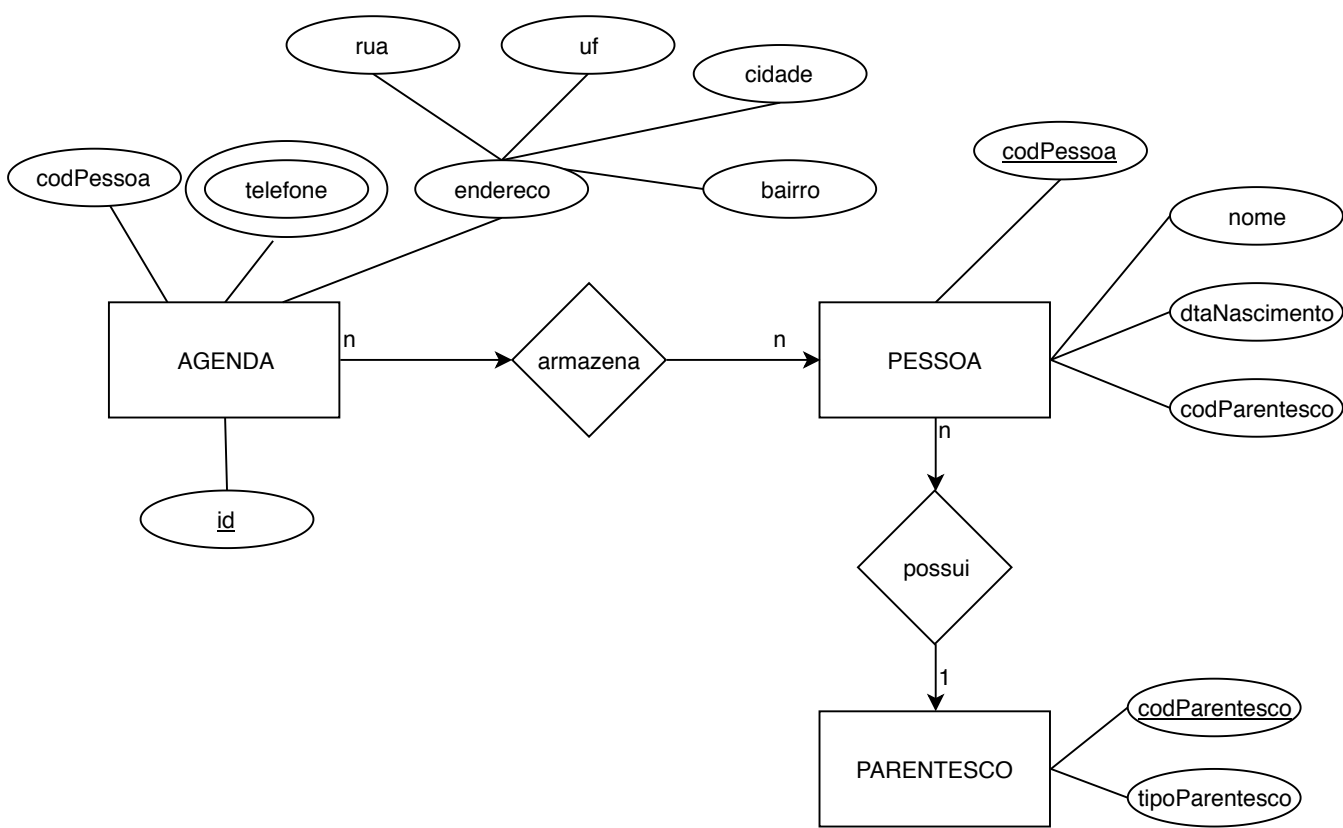 rua
uf
cidade
codPessoa
codPessoa
telefone
endereco
bairro
nome
dtaNascimento
n
n
AGENDA
armazena
PESSOA
codParentesco
n
id
possui
1
codParentesco
PARENTESCO
tipoParentesco